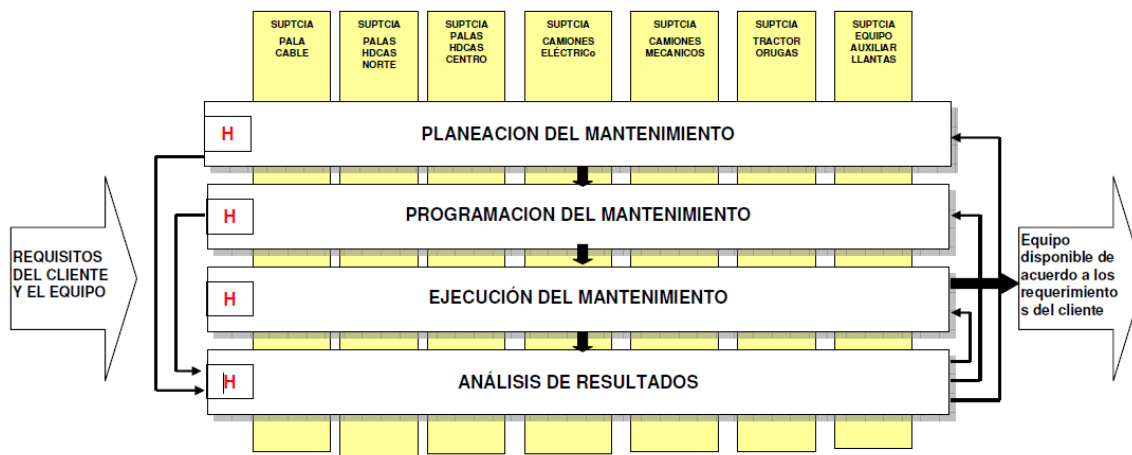 SUPTCIA
PALA
CABLE
SUPTCIA
PALAS
HDCAS
NORTE
SUPTCIA
PALAS
HDCAS
CENTRO
SUPTCIA
CAMIONES
ELÉCTRICo
SUPTCIA
CAMIONES
MECANICOS
SUPTCIA
TRACTOR
ORUGAS
SUPTCIA
EQUIPO
AUXILIAR
LLANTAS
H
PLANEACION DEL MANTENIMIENTO
H
PROGRAMACION DEL MANTENIMIENTO
REQUISITOS
DEL CLIENTE
Y EL EQUIPO
H
EJECUCIÓN DEL MANTENIMIENTO
Equipo
disponible de
acuerdo a los
requerimiento
s del cliente
H
ANÁLISIS DE RESULTADOS